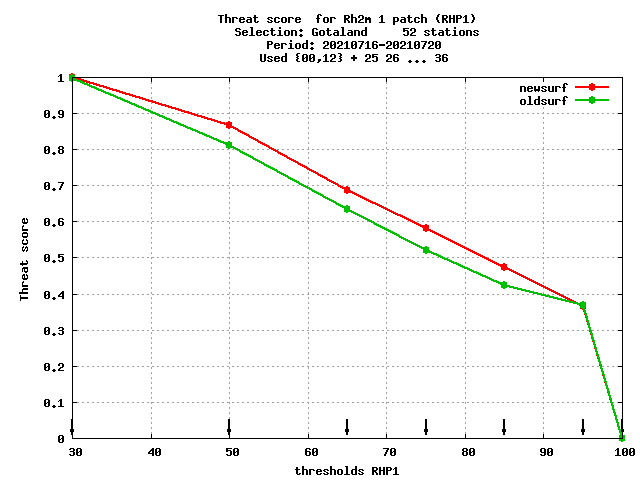 Threat score  for Rh2m 1 patch (RHP1)
Selection: Gotaland     52 stations
Period: 20210716-20210720
Used {00,12} + 25 26 ... 36
newsurf
oldsurf
Threat score
1
0.9
0.8
0.7
0.6
0.5
0.4
0.3
0.2
0.1
0
30 40 50 60 70 80 90 100
thresholds RHP1